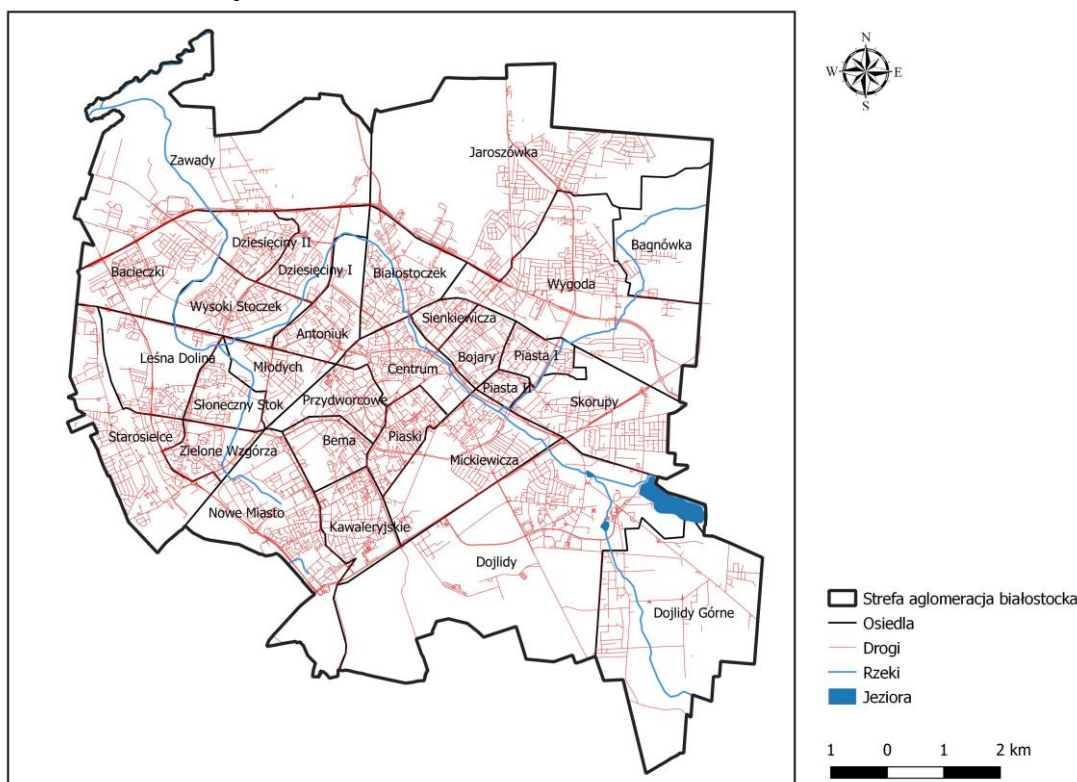 N
W E
S
Jaroszówka
Zawady
Dziesięciny II
Bagnówka
Bacieczki
Dziesięciny I
Białostoczek
Wygoda
Wysoki Stoczek
Sienkiewicza
Antoniuk
Leśna Dolina
Bojary
Piasta I
Młodych
Centrum
Piasta II
Słoneczny Stok
Przydworcowe
Skorupy
Starosielce
Bema
Piaski
Zielone Wzgórza
Mickiewicza
Nowe Miasto
Kawaleryjskie
Dojlidy
Dojlidy Górne
Strefa aglomeracja białostocka
Osiedla
Drogi
Rzeki
Jeziora
1 0 1 2 km